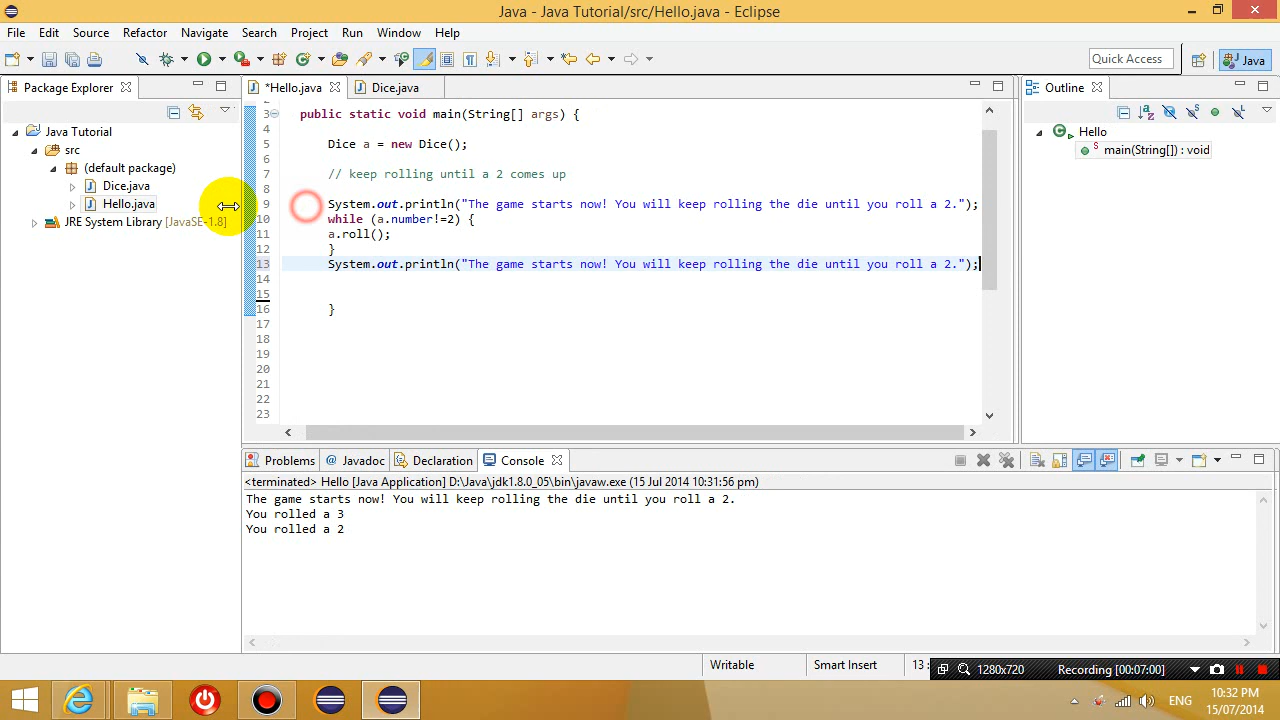 Java - Java Tutorial/src/Hello.java - Eclipse
File Edit Source Refactor Navigate Search Project Run Window Help
Quick Access
Java
Package Explorer
*Hello.java
Dice.java
Outline
Java Tutorial
src
(default package)
Dice.java
Hello.java
JRE System Library [JavaSE-1.8]
3 public static void main(String[] args) {
4
5 Dice a = new Dice();
6
7 // keep rolling until a 2 comes up
8
9 System.out.println("The game starts now! You will keep rolling the die until you roll a 2.");
10 while (a.number!=2) {
11 a.roll();
12 }
13 System.out.println("The game starts now! You will keep rolling the die until you roll a 2.");
14
15
16 }
17
18
19
20
21
22
23
Hello
main(String[]) : void
Problems
@ Javadoc
Declaration
Console
<terminated> Hello [Java Application] D:\Java\jdk1.8.0_05\bin\javaw.exe (15 Jul 2014 10:31:56 pm)
The game starts now! You will keep rolling the die until you roll a 2.
You rolled a 3
You rolled a 2
Writable
Smart Insert
13 :
1280x720
Recording [00:07:00]
ENG
10:32 PM
15/07/2014